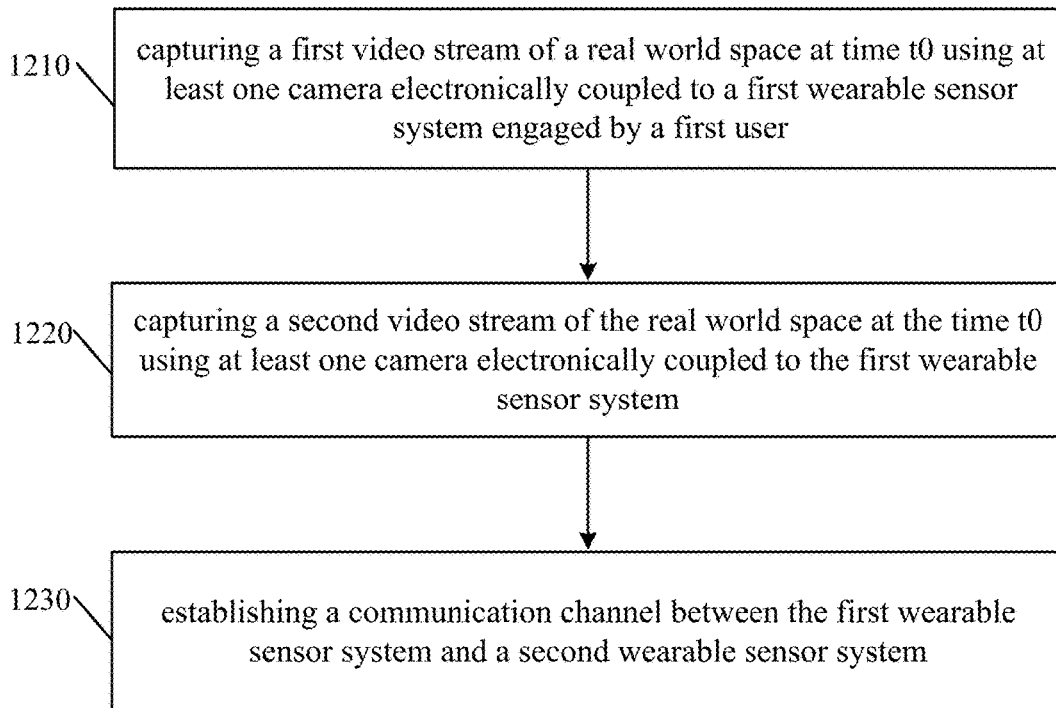 1210
capturing a first video stream of a real world space at time t0 using at
least one camera electronically coupled to a first wearable sensor
system engaged by a first user
1220
capturing a second video stream of the real world space at the time t0
using at least one camera electronically coupled to the first wearable
sensor system
1230
establishing a communication channel between the first wearable
sensor system and a second wearable sensor system